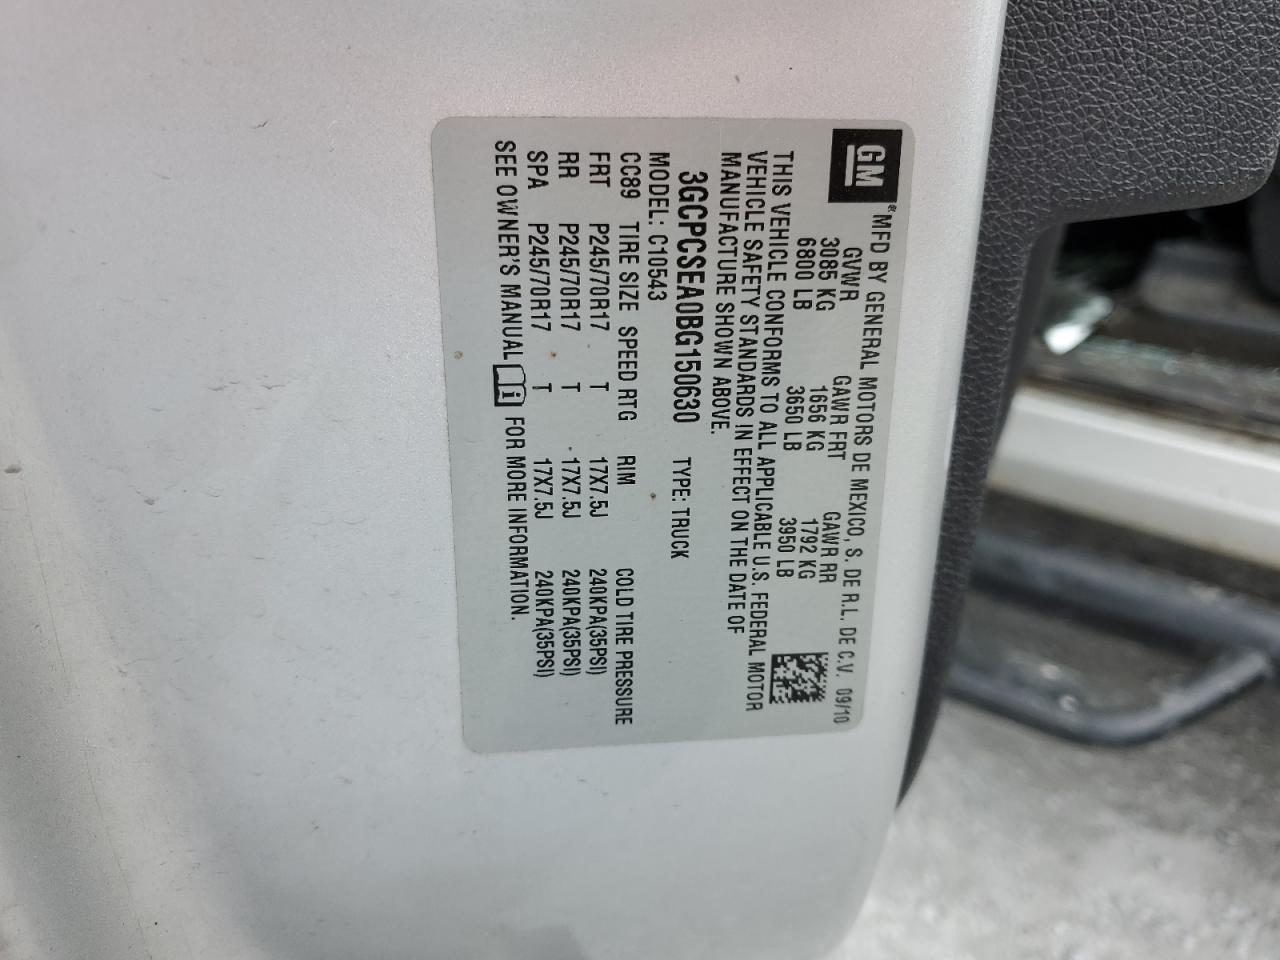 GM
® MFD BY GENERAL MOTORS DE MEXICO, S. DE R.L. DE C.V. 09/10
GVWR GAWR FRT GAWR RR
3085 KG 1656 KG 1792 KG
6800 LB 3650 LB 3950 LB
THIS VEHICLE CONFORMS TO ALL APPLICABLE U.S. FEDERAL MOTOR
VEHICLE SAFETY STANDARDS IN EFFECT ON THE DATE OF
MANUFACTURE SHOWN ABOVE.
3GCPCSEA0BG150630 TYPE: TRUCK
MODEL: C10543
CC89 TIRE SIZE SPEED RTG RIM COLD TIRE PRESSURE
FRT P245/70R17 T 17X7.5J 240KPA(35PSI)
RR P245/70R17 T 17X7.5J 240KPA(35PSI)
SPA P245/70R17 T 17X7.5J 240KPA(35PSI)
SEE OWNER'S MANUAL i FOR MORE INFORMATION.